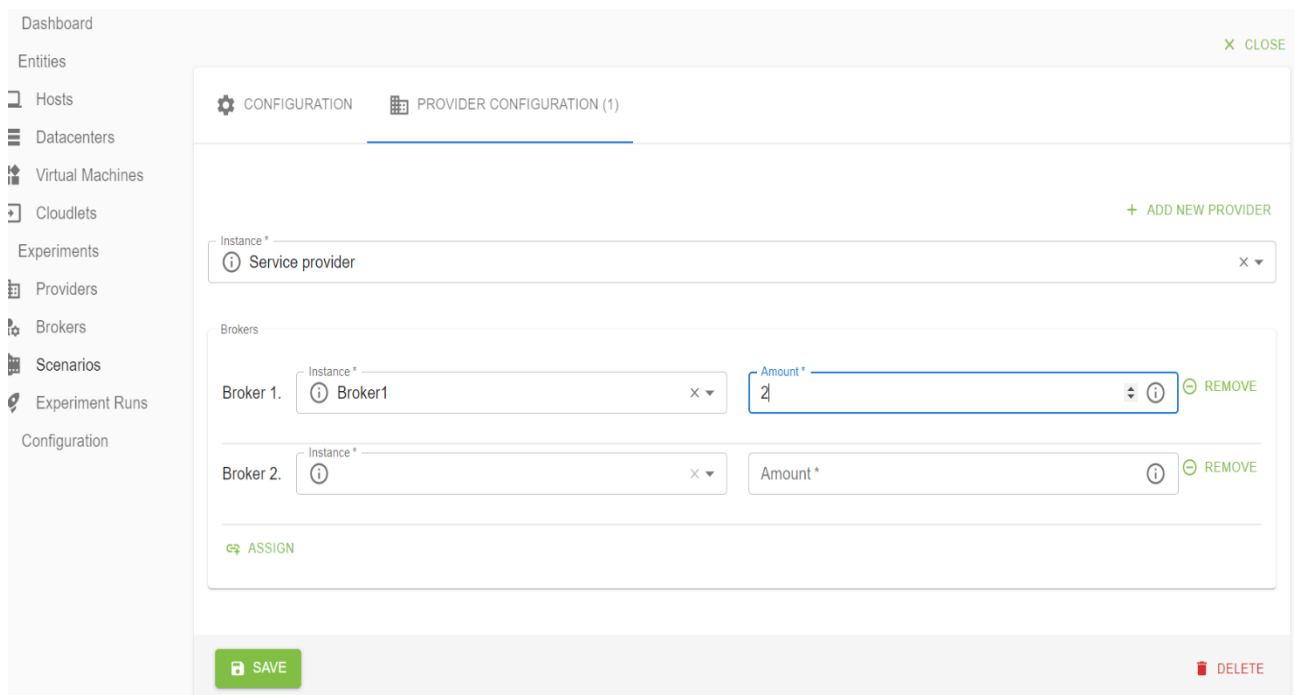 Dashboard
CLOSE
Entities
Hosts
CONFIGURATION
PROVIDER CONFIGURATION (1)
Datacenters
Virtual Machines
Cloudlets
+ ADD NEW PROVIDER
Experiments
Instance *
Service provider
Providers
Brokers
Scenarios
Experiment Runs
Configuration
Brokers
Broker 1.
Instance *
Broker1
Amount *
2
REMOVE
Broker 2.
Instance *
Amount *
REMOVE
ASSIGN
SAVE
DELETE